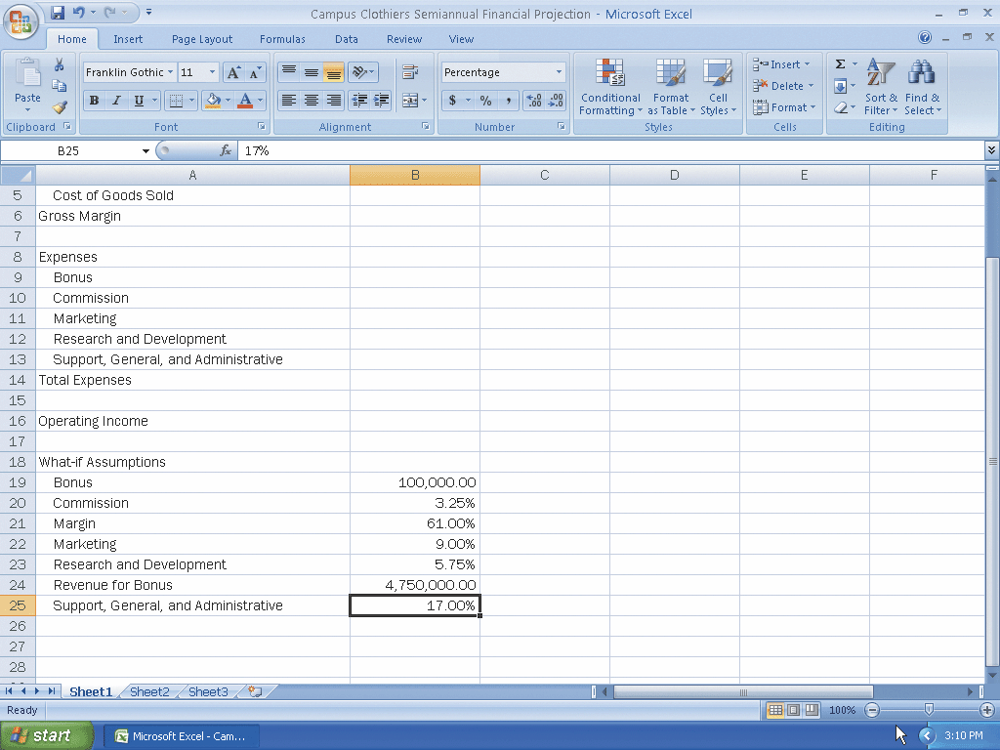 Campus Clothiers Semiannual Financial Projection - Microsoft Excel
Home Insert Page Layout Formulas Data Review View
Paste
Clipboard
Franklin Gothic 11
B I U
Font
Alignment
Percentage
$ % ,
Number
Conditional Formatting
Format as Table
Cell Styles
Styles
Insert
Delete
Format
Cells
Σ
Sort & Filter
Find & Select
Editing
B25 fx 17%
A B C D E F
5 Cost of Goods Sold
6 Gross Margin
7
8 Expenses
9 Bonus
10 Commission
11 Marketing
12 Research and Development
13 Support, General, and Administrative
14 Total Expenses
15
16 Operating Income
17
18 What-if Assumptions
19 Bonus 100,000.00
20 Commission 3.25%
21 Margin 61.00%
22 Marketing 9.00%
23 Research and Development 5.75%
24 Revenue for Bonus 4,750,000.00
25 Support, General, and Administrative 17.00%
26
27
28
Sheet1 Sheet2 Sheet3
Ready 100%
start Microsoft Excel - Cam... 3:10 PM